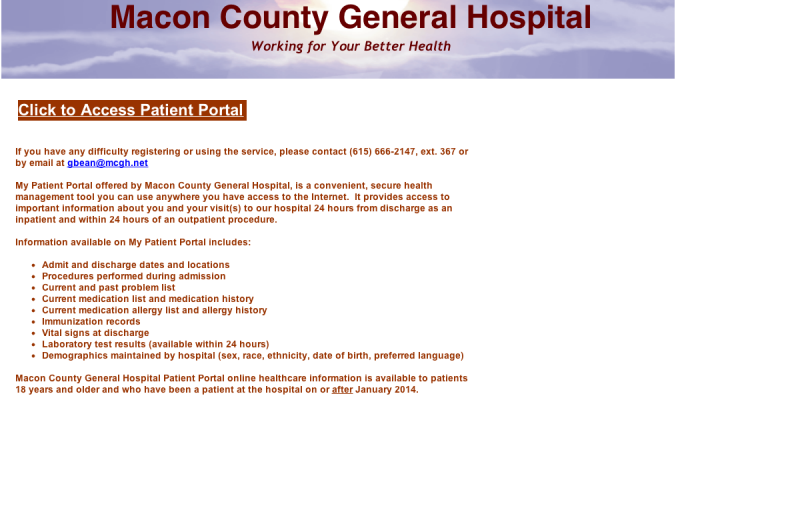 Macon County General Hospital
Working for Your Better Health
Click to Access Patient Portal
If you have any difficulty registering or using the service, please contact (615) 666-2147, ext. 367 or
by email at gbean@mcgh.net
My Patient Portal offered by Macon County General Hospital, is a convenient, secure health
management tool you can use anywhere you have access to the Internet.  It provides access to
important information about you and your visit(s) to our hospital 24 hours from discharge as an
inpatient and within 24 hours of an outpatient procedure.
Information available on My Patient Portal includes:
• Admit and discharge dates and locations
• Procedures performed during admission
• Current and past problem list
• Current medication list and medication history
• Current medication allergy list and allergy history
• Immunization records
• Vital signs at discharge
• Laboratory test results (available within 24 hours)
• Demographics maintained by hospital (sex, race, ethnicity, date of birth, preferred language)
Macon County General Hospital Patient Portal online healthcare information is available to patients
18 years and older and who have been a patient at the hospital on or after January 2014.